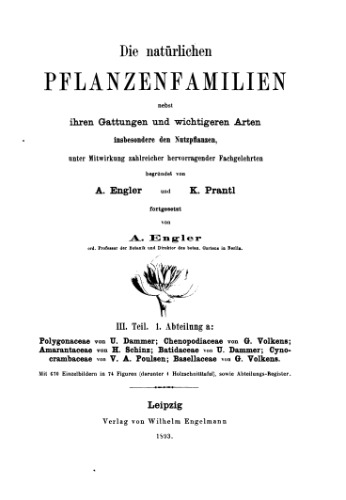 Die natürlichen
PFLANZENFAMILIEN
nebst
ihren Gattungen und wichtigeren Arten
insbesondere den Nutzpflanzen,
unter Mitwirkung zahlreicher hervorragender Fachgelehrten
begründet von
A. Engler und K. Prantl
fortgesetzt
von
A. Engler
ord. Professor der Botanik und Direktor des botan. Gartens in Berlin.
III. Teil. 1. Abteilung a:
Polygonaceae von U. Dammer; Chenopodiaceae von G. Volkens;
Amarantaceae von H. Schinz; Batidaceae von U. Dammer; Cyno-
crambaceae von V. A. Poulsen; Basellaceae von G. Volkens.
Mit 670 Einzelbildern in 74 Figuren (darunter 1 Holzschnitttafel), sowie Abteilungs-Register.
Leipzig
Verlag von Wilhelm Engelmann
1893.